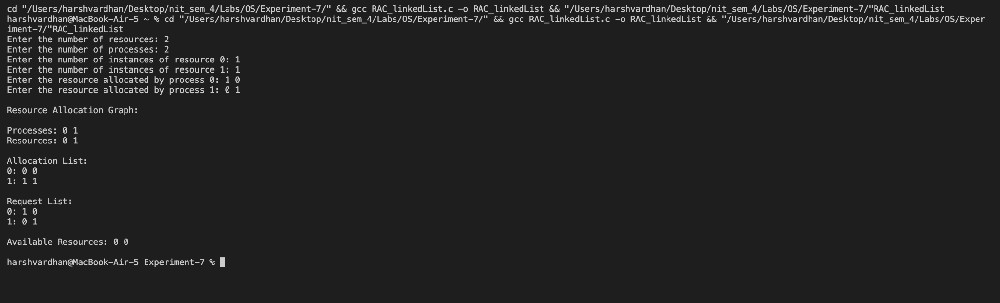 cd "/Users/harshvardhan/Desktop/nit_sem_4/Labs/OS/Experiment-7/" && gcc RAC_linkedList.c -o RAC_linkedList && "/Users/harshvardhan/Desktop/nit_sem_4/Labs/OS/Experiment-7/"RAC_linkedList
harshvardhan@MacBook-Air-5 ~ % cd "/Users/harshvardhan/Desktop/nit_sem_4/Labs/OS/Experiment-7/" && gcc RAC_linkedList.c -o RAC_linkedList && "/Users/harshvardhan/Desktop/nit_sem_4/Labs/OS/Exper
iment-7/"RAC_linkedList
Enter the number of resources: 2
Enter the number of processes: 2
Enter the number of instances of resource 0: 1
Enter the number of instances of resource 1: 1
Enter the resource allocated by process 0: 1 0
Enter the resource allocated by process 1: 0 1
Resource Allocation Graph:
Processes: 0 1
Resources: 0 1
Allocation List:
0: 0 0
1: 1 1
Request List:
0: 1 0
1: 0 1
Available Resources: 0 0
harshvardhan@MacBook-Air-5 Experiment-7 %